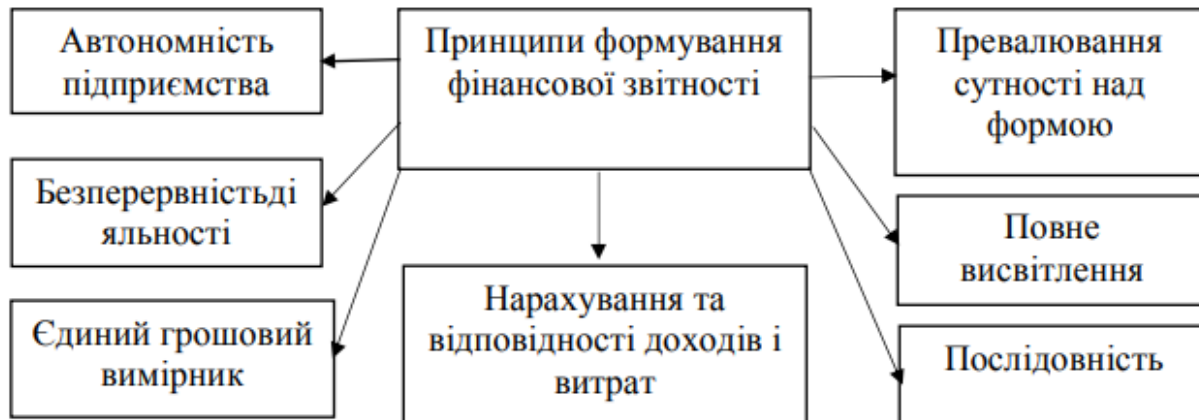 Автономність
підприємства
Принципи формування
фінансової звітності
Превалювання
сутності над
формою
Безперервністьді
яльності
Повне
висвітлення
Єдиний грошовий
вимірник
Нарахування та
відповідності доходів і
витрат
Послідовність